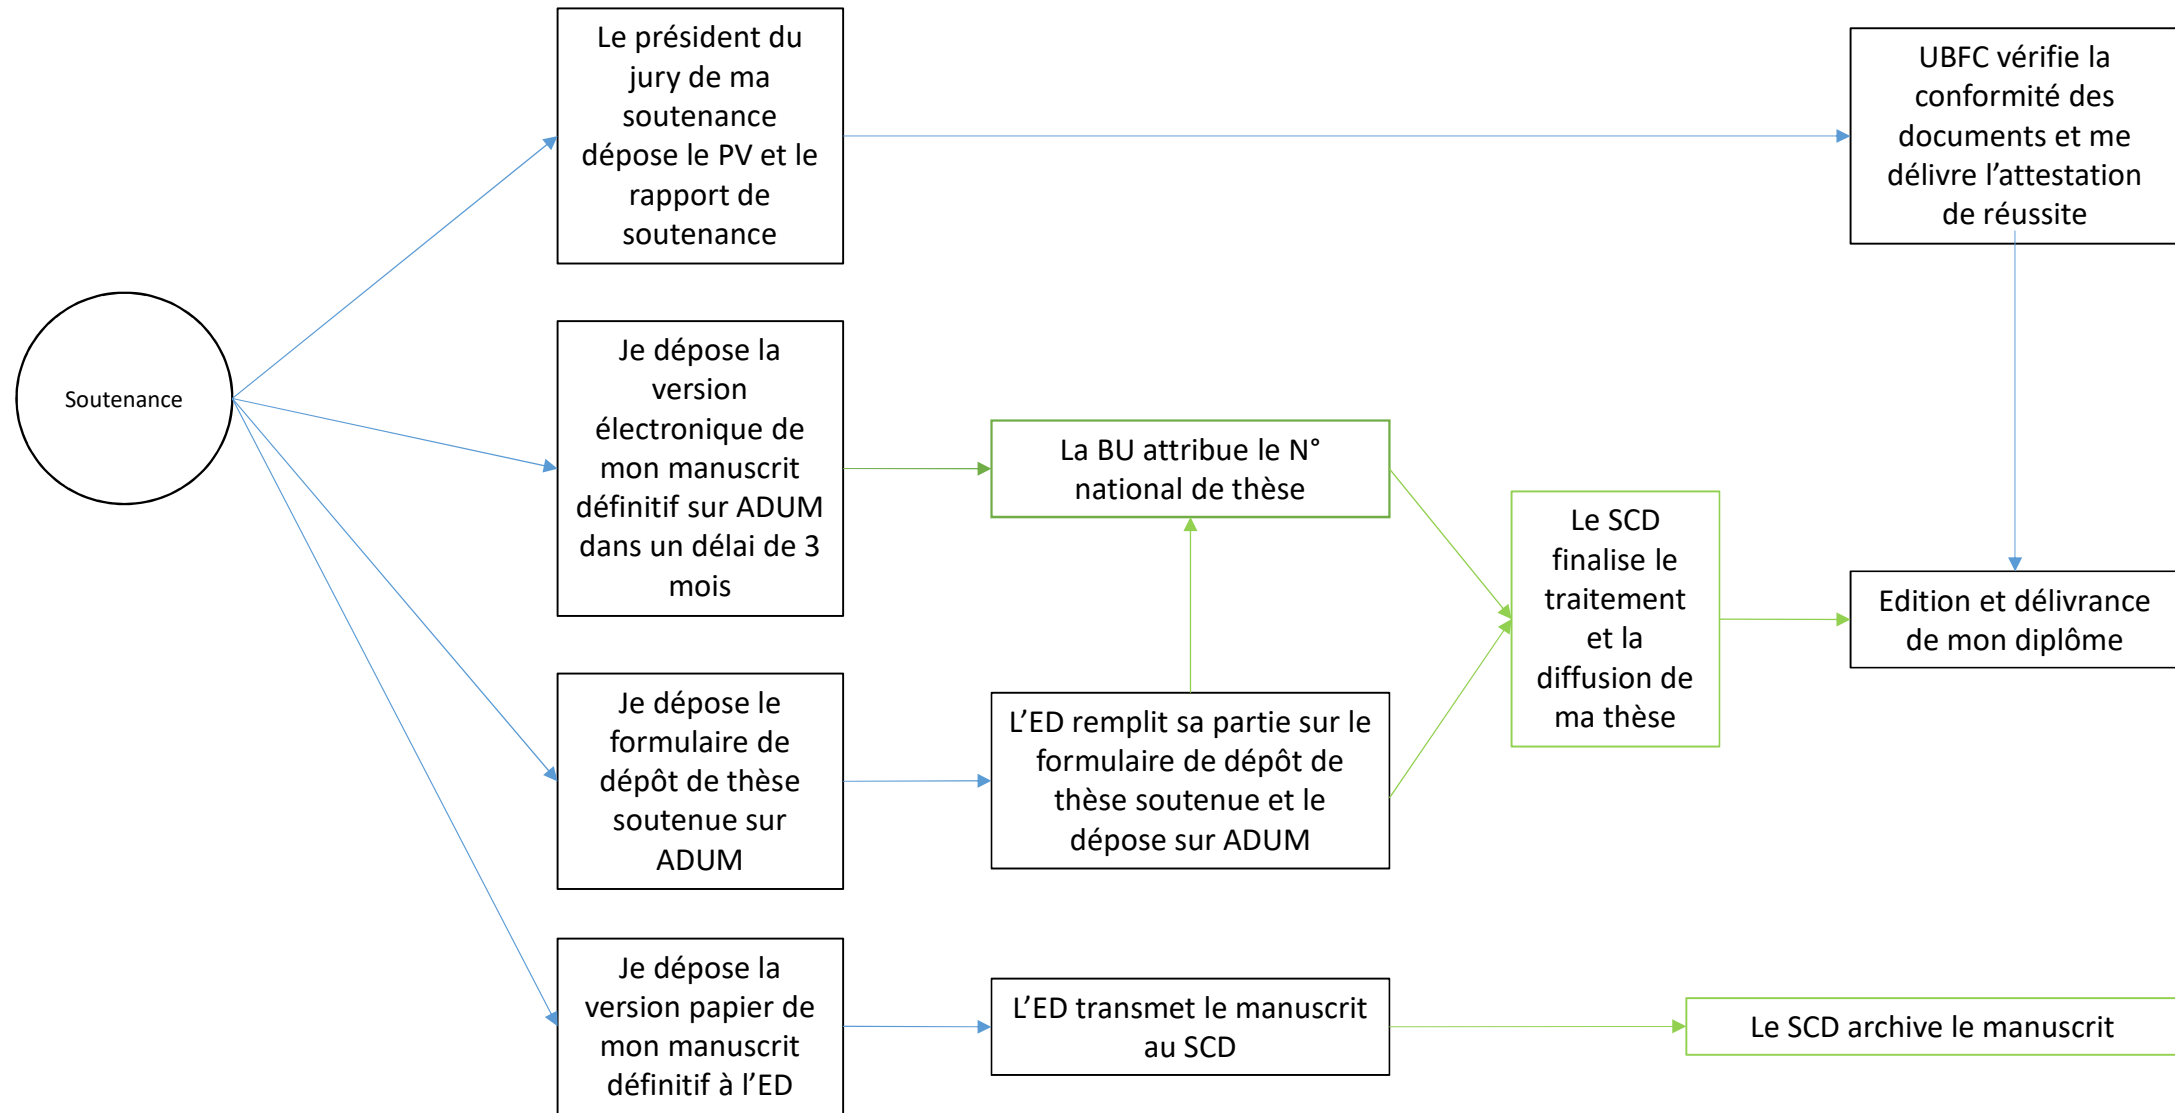 Le président du
jury de ma
soutenance
dépose le PV et le
rapport de
soutenance
UBFC vérifie la
conformité des
documents et me
délivre l’attestation
de réussite
Soutenance
Je dépose la
version
électronique de
mon manuscrit
définitif sur ADUM
dans un délai de 3
mois
La BU attribue le N°
national de thèse
Le SCD
finalise le
traitement
et la
diffusion de
ma thèse
Edition et délivrance
de mon diplôme
Je dépose le
formulaire de
dépôt de thèse
soutenue sur
ADUM
L’ED remplit sa partie sur le
formulaire de dépôt de
thèse soutenue et le
dépose sur ADUM
Je dépose la
version papier de
mon manuscrit
définitif à l’ED
L’ED transmet le manuscrit
au SCD
Le SCD archive le manuscrit